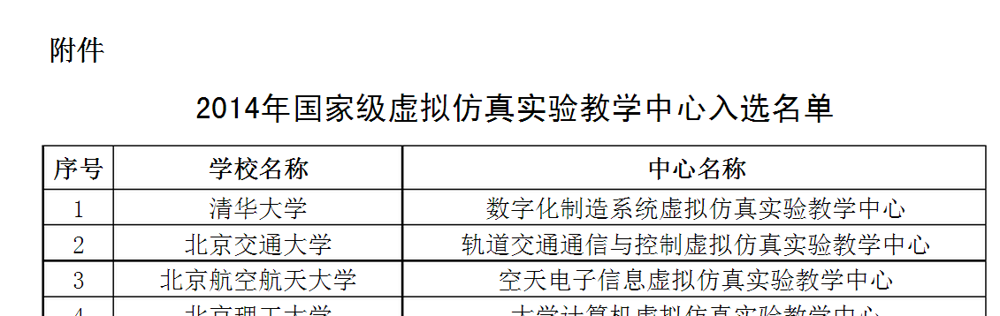 附件
2014年国家级虚拟仿真实验教学中心入选名单
序号 学校名称 中心名称
1 清华大学 数字化制造系统虚拟仿真实验教学中心
2 北京交通大学 轨道交通通信与控制虚拟仿真实验教学中心
3 北京航空航天大学 空天电子信息虚拟仿真实验教学中心
4 北京理工大学 大学计算机虚拟仿真实验教学中心